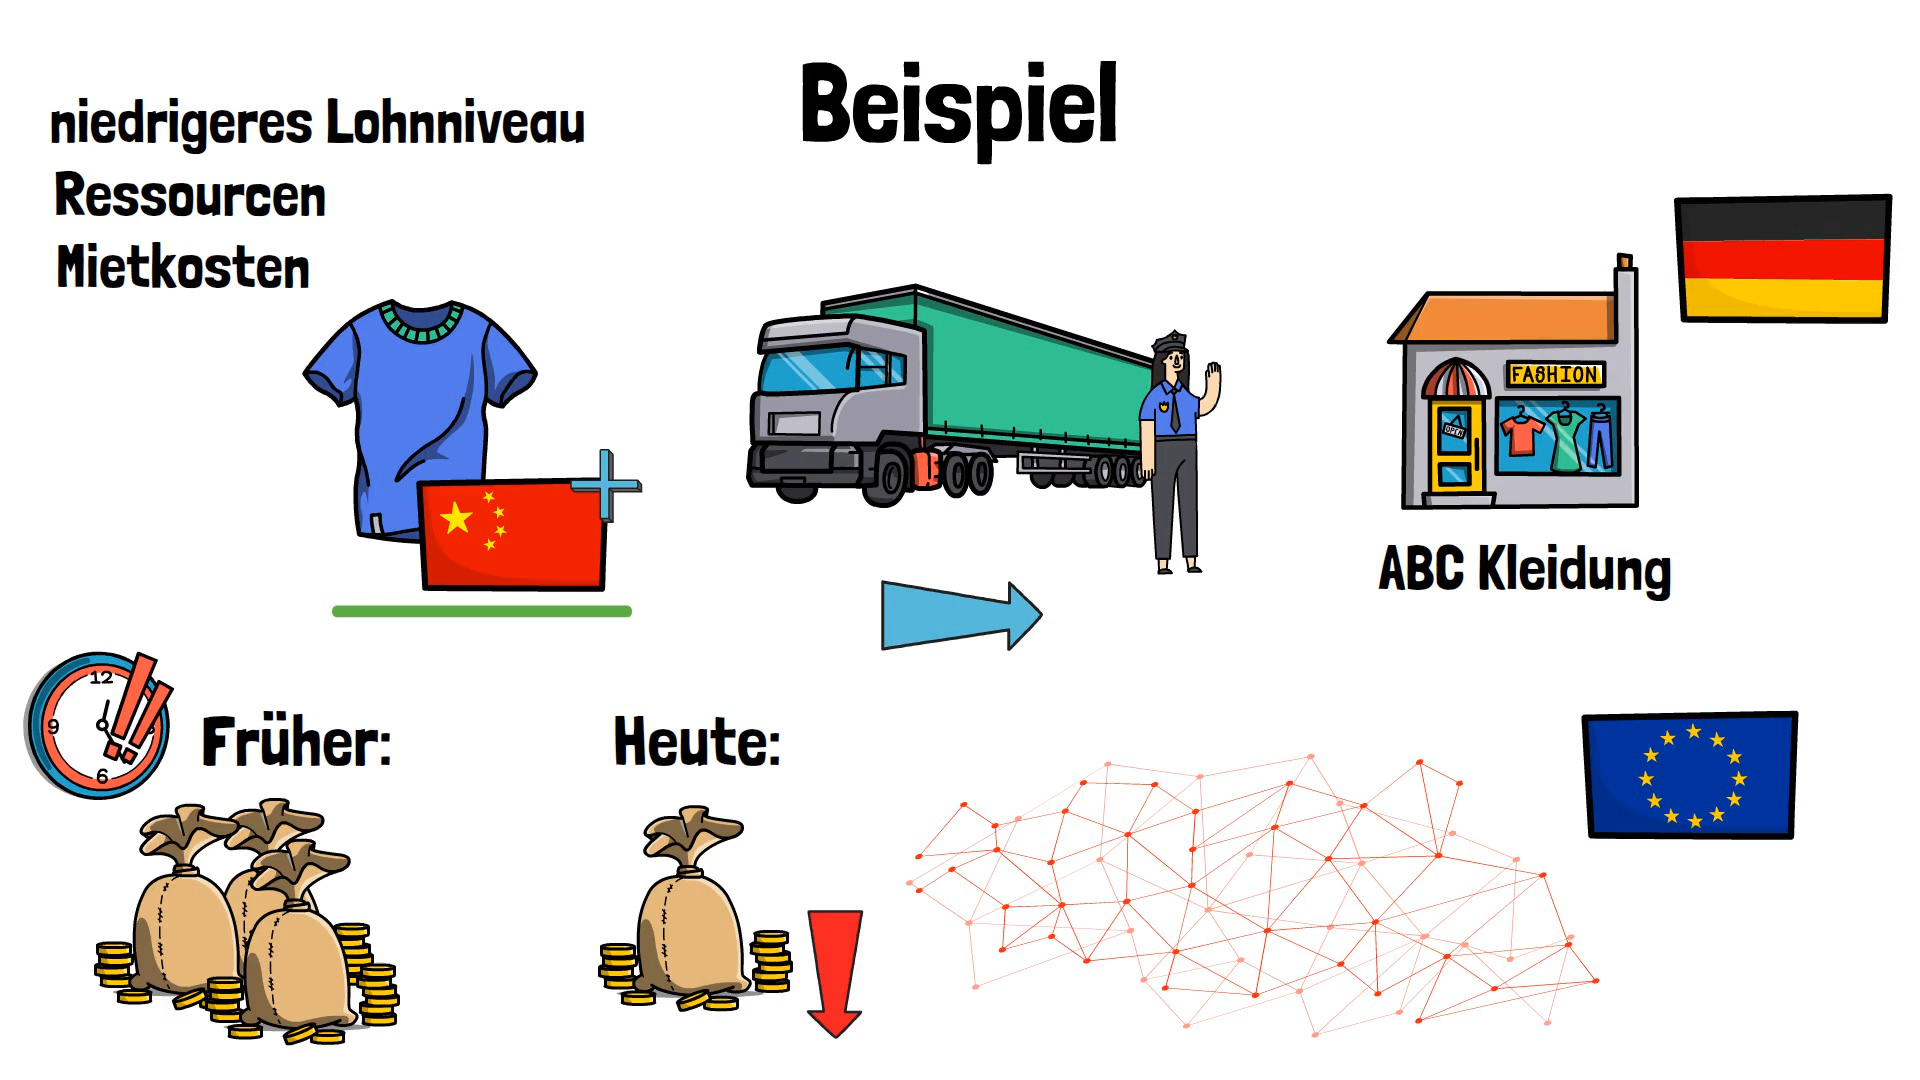 Beispiel
niedrigeres Lohnniveau
Ressourcen
Mietkosten
FASHION
OPEN
ABC Kleidung
12
9
6
Früher:
Heute: